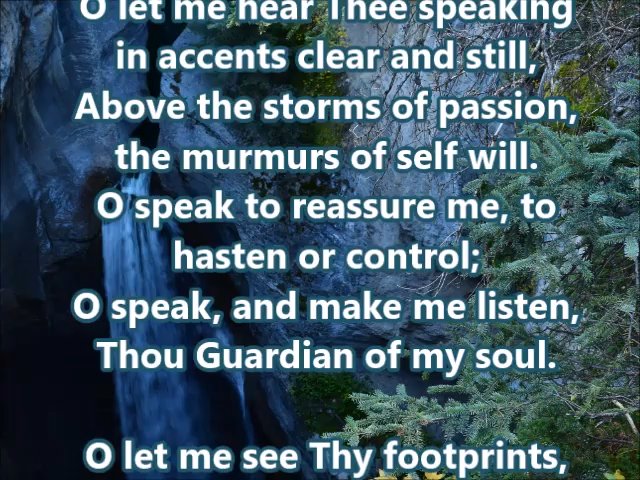 O let me hear Thee speaking
in accents clear and still,
Above the storms of passion,
the murmurs of self will.
O speak to reassure me, to
hasten or control;
O speak, and make me listen,
Thou Guardian of my soul.
O let me see Thy footprints,